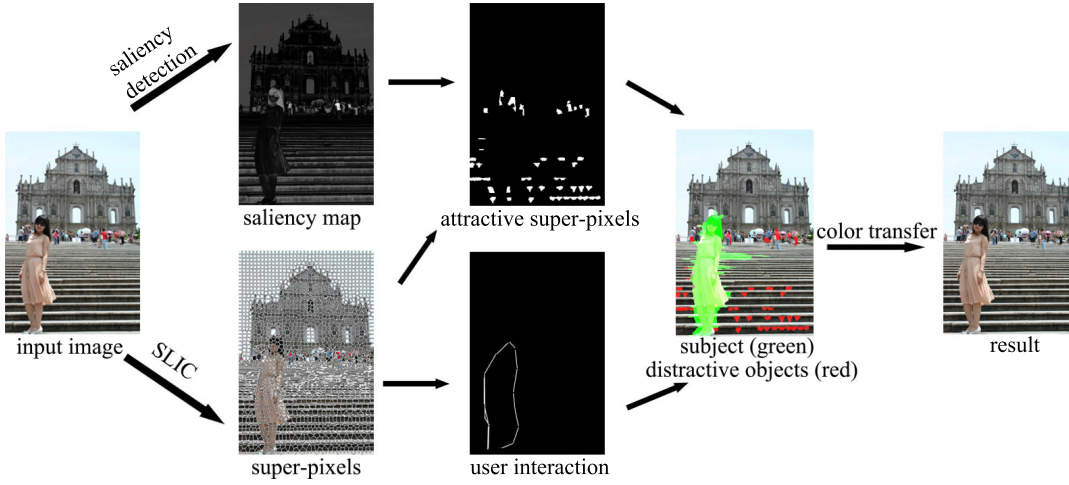 saliency
detection
saliency map
attractive super-pixels
input image
SLIC
super-pixels
user interaction
subject (green)
distractive objects (red)
color transfer
result